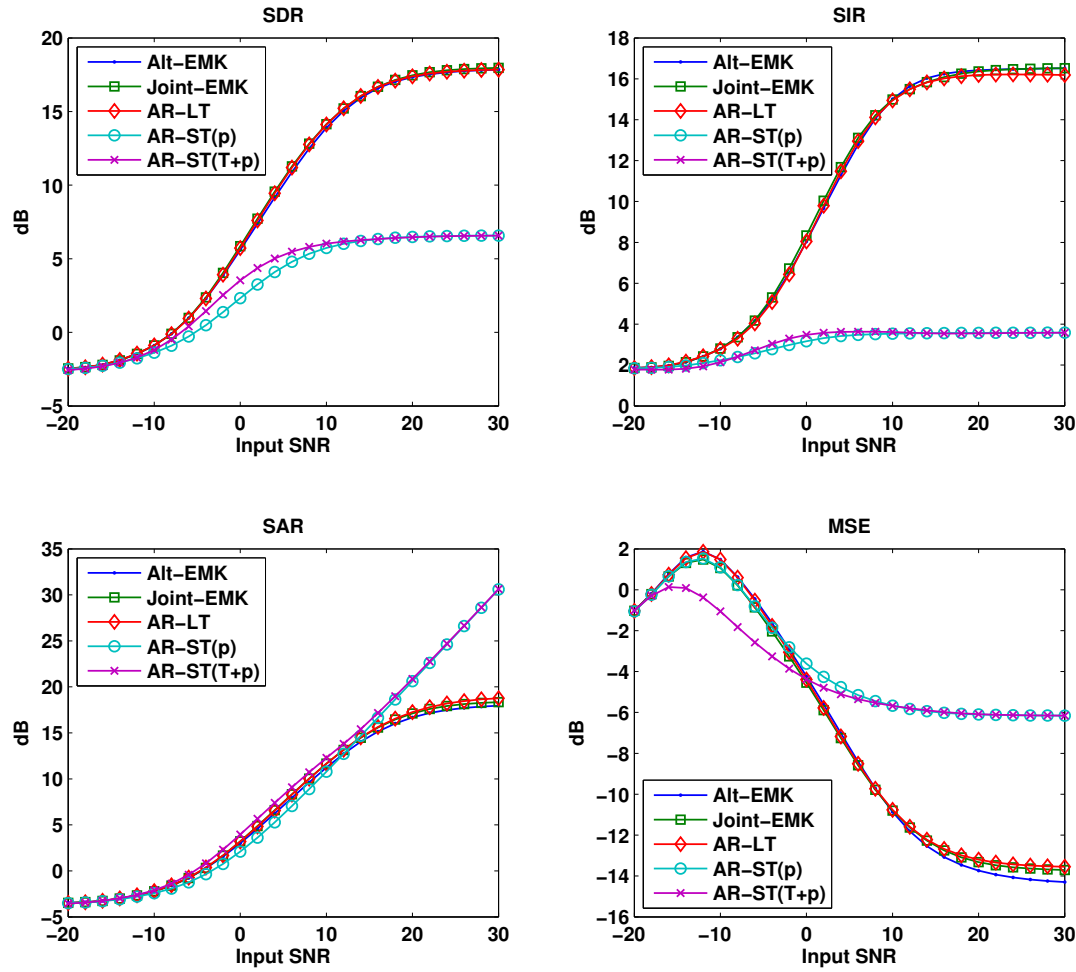 SDR
20
15
10
5
0
−5
−20
−10
0
10
20
30
dB
Input SNR
Alt−EMK
Joint−EMK
AR−LT
AR−ST(p)
AR−ST(T+p)
SIR
18
16
14
12
10
8
6
4
2
0
−20
−10
0
10
20
30
dB
Input SNR
Alt−EMK
Joint−EMK
AR−LT
AR−ST(p)
AR−ST(T+p)
SAR
35
30
25
20
15
10
5
0
−5
−20
−10
0
10
20
30
dB
Input SNR
Alt−EMK
Joint−EMK
AR−LT
AR−ST(p)
AR−ST(T+p)
MSE
2
0
−2
−4
−6
−8
−10
−12
−14
−16
−20
−10
0
10
20
30
dB
Input SNR
Alt−EMK
Joint−EMK
AR−LT
AR−ST(p)
AR−ST(T+p)